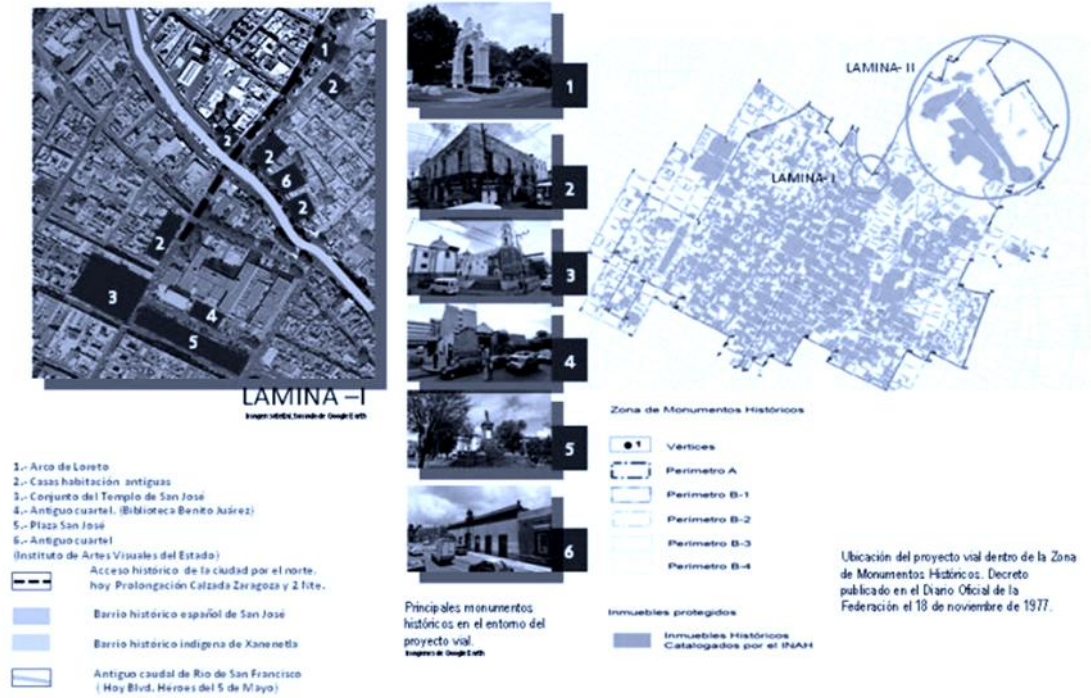 1
2
2
2
6
2
2
3
4
5
LAMINA –I
1.- Arco de Loreto
2.- Casas habitación antiguas
3.- Conjunto del Templo de San José
4.- Antiguo cuartel. (Biblioteca Benito Juárez)
5.- Plaza San José
6.- Antiguo cuartel
(Instituto de Artes Visuales del Estado)
Acceso histórico de la ciudad por el norte.
hoy Prolongación Calzada Zaragoza y 2 Nte.
Barrio histórico español de San José
Barrio histórico indígena de Xanenetla
Antiguo caudal de Rio de San Francisco
( Hoy Blvd. Héroes del 5 de Mayo)
1
2
3
4
5
6
Principales monumentos
históricos en el entorno del
proyecto vial.
Imagenes de Google Earth
LAMINA- II
LAMINA- I
Zona de Monumentos Históricos
1 Vértices
Perímetro A
Perímetro B-1
Perímetro B-2
Perímetro B-3
Perímetro B-4
Inmuebles protegidos
Inmuebles Históricos
Catalogados por el INAH
Ubicación del proyecto vial dentro de la Zona
de Monumentos Históricos. Decreto
publicado en el Diario Oficial de la
Federación el 18 de noviembre de 1977.